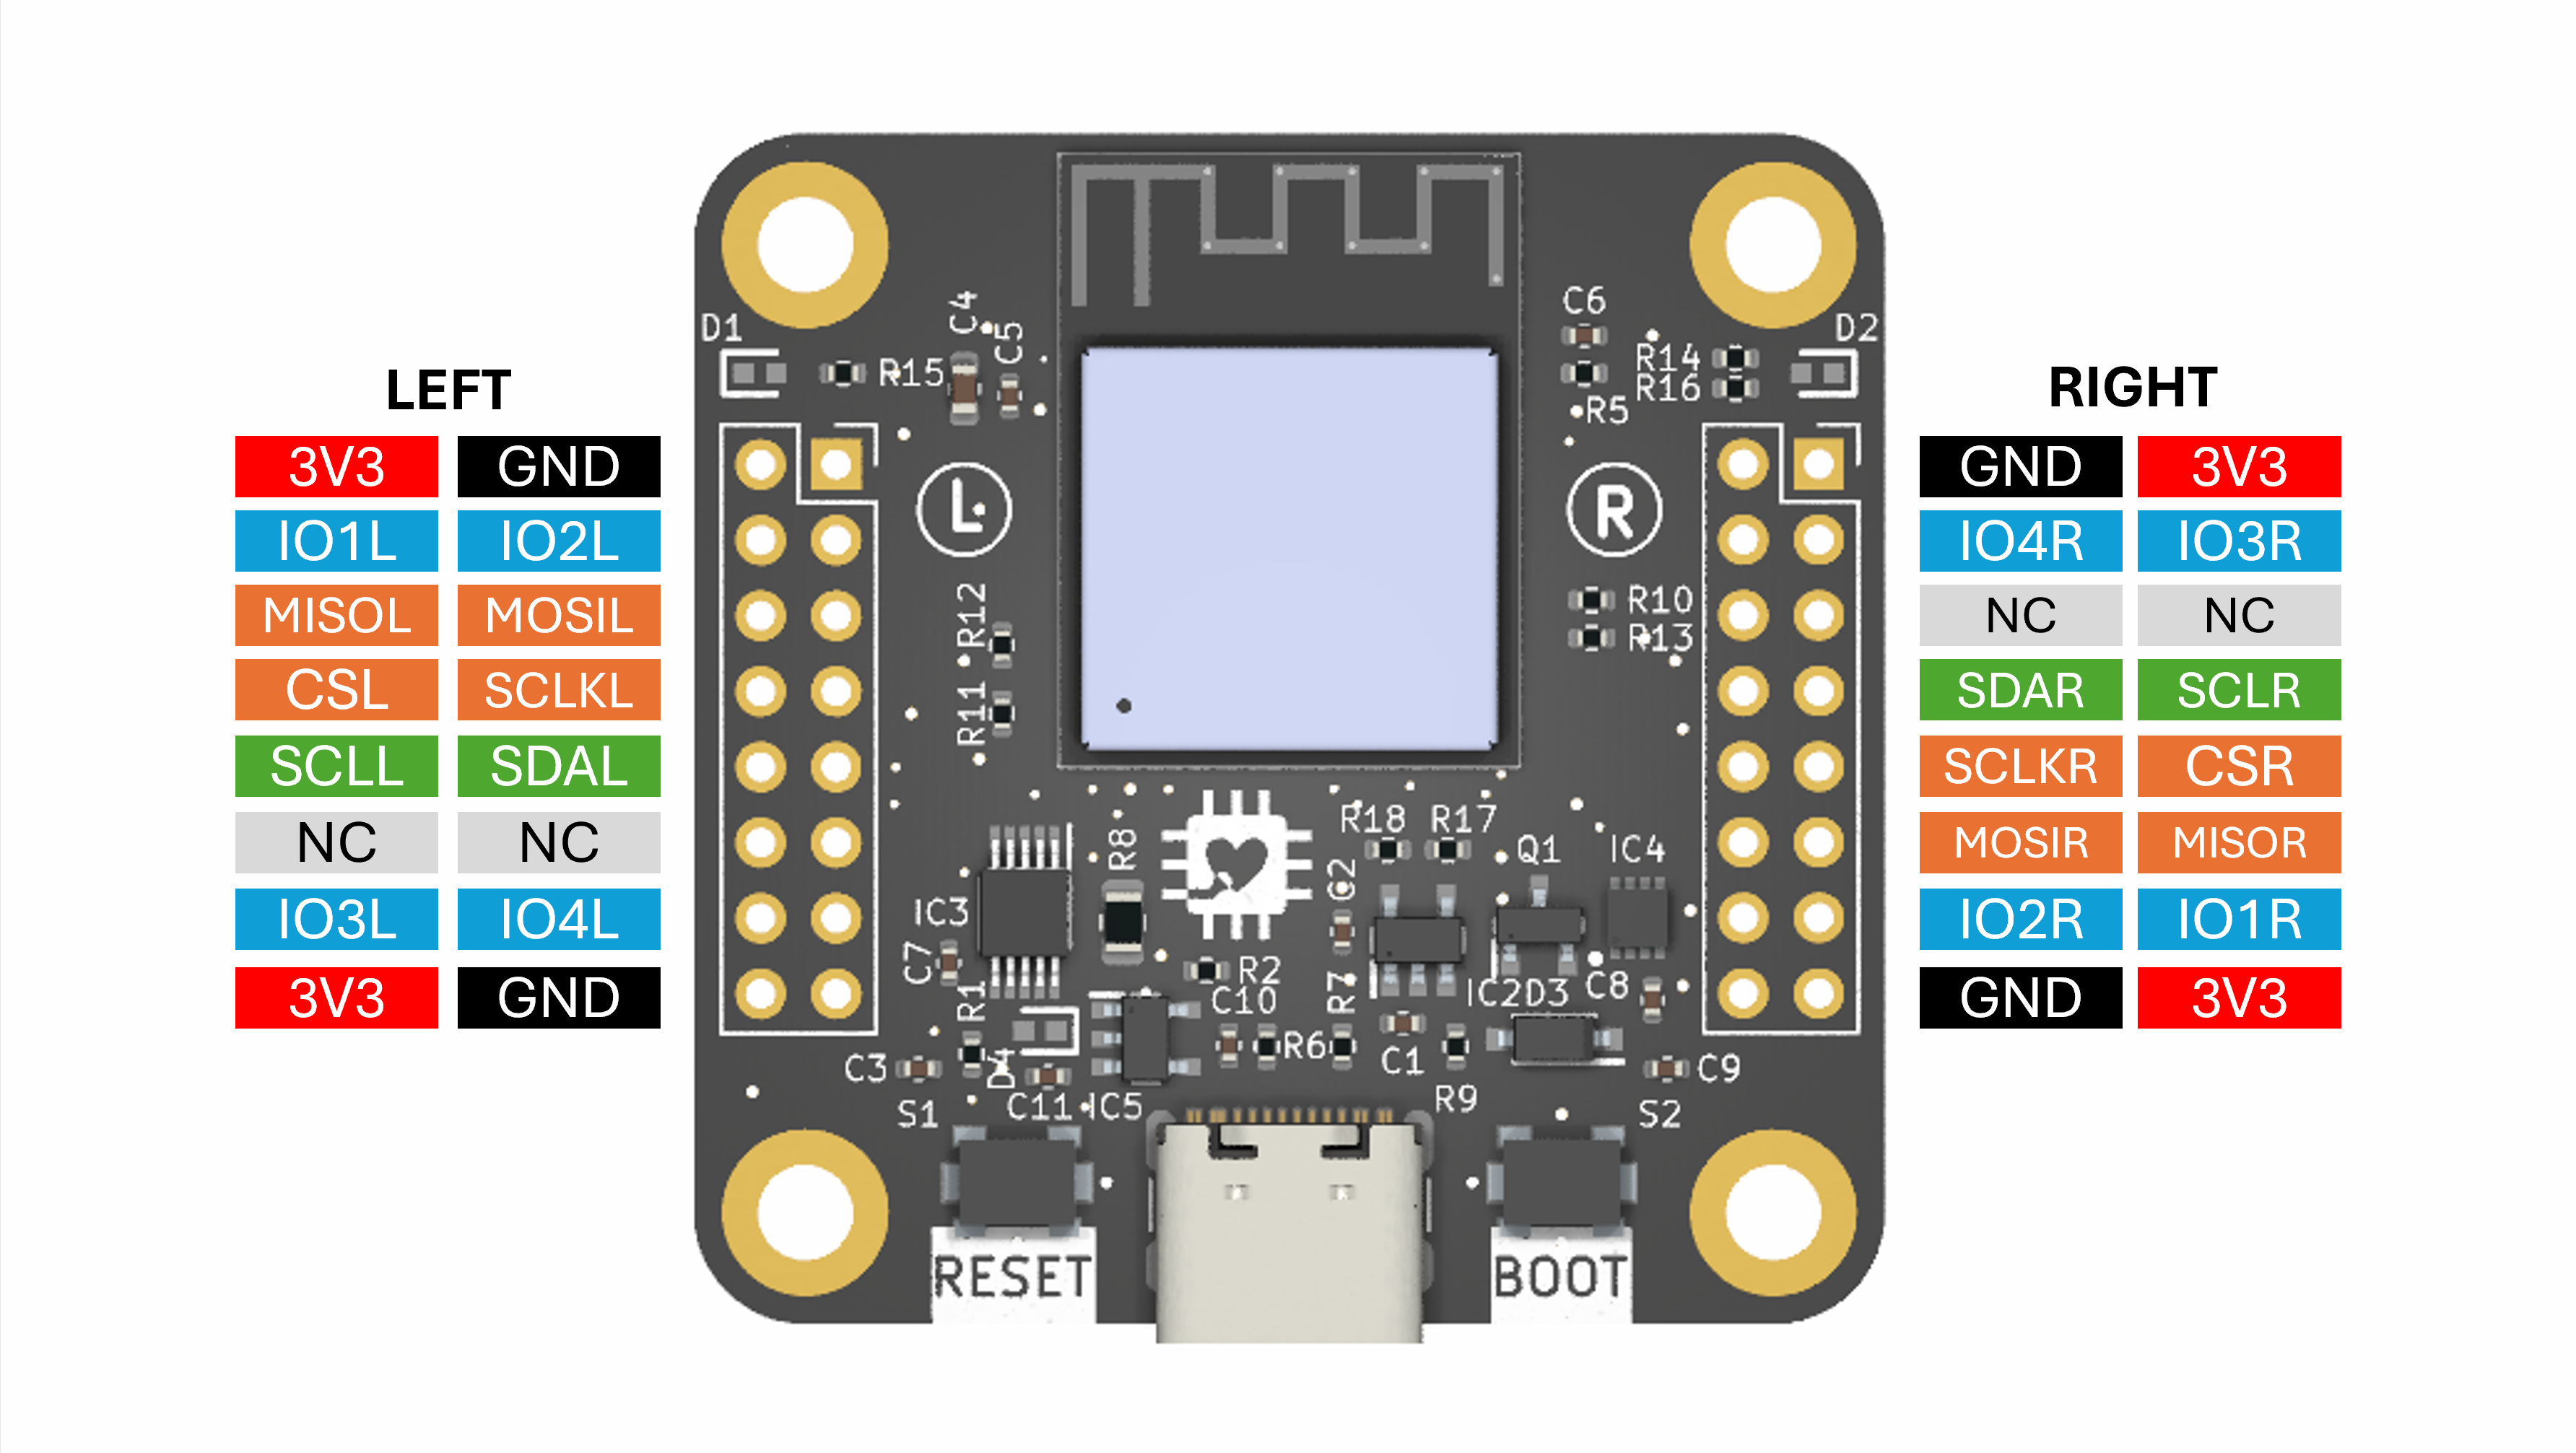 LEFT
3V3 GND
IO1L IO2L
MISOL MOSIL
CSL SCLKL
SCLL SDAL
NC NC
IO3L IO4L
3V3 GND
D1
R15
C4
C5
C6
R14
R16
R5
D2
L
R
R12
R11
R10
R13
R18 R17
R8
Q1
IC4
C2
IC3
C7
R2
C10
R1
R7
IC2
D3
C8
R6
C1
C3
D4
C11
IC5
R9
C9
S1
S2
RESET
BOOT
RIGHT
GND 3V3
IO4R IO3R
NC NC
SDAR SCLR
SCLKR CSR
MOSIR MISOR
IO2R IO1R
GND 3V3